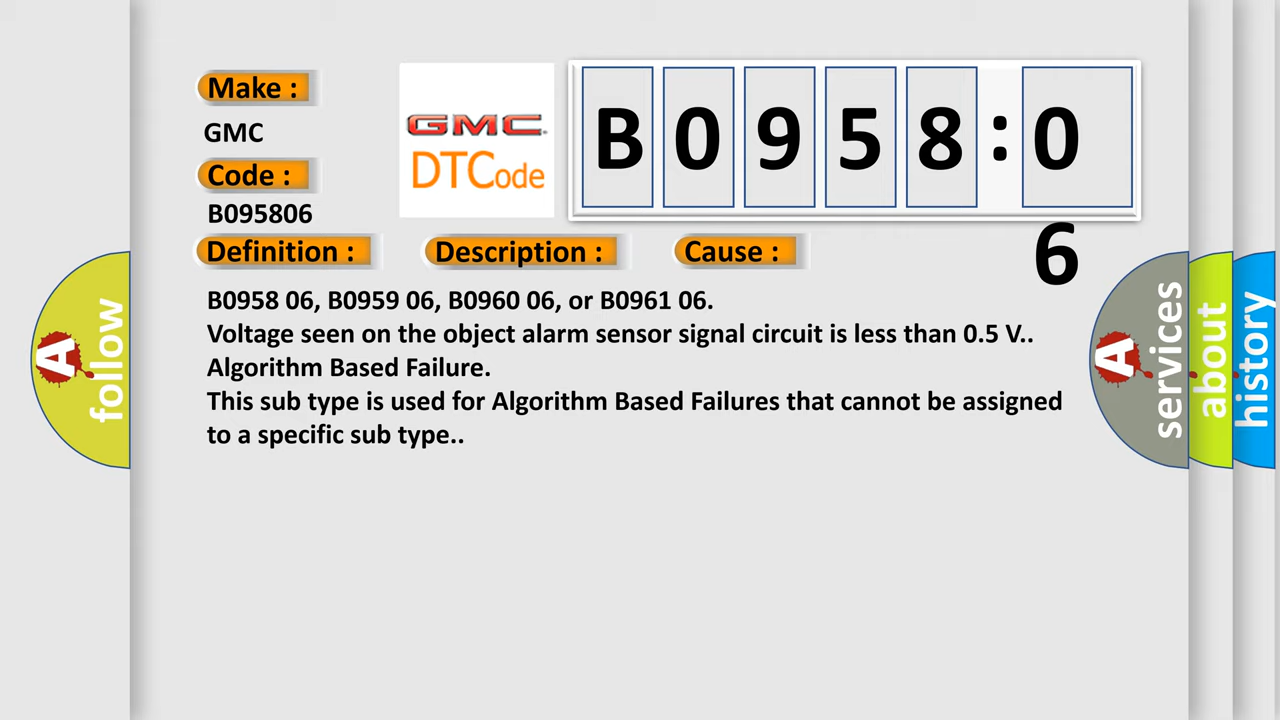 Make :
GMC
Code :
B095806
GMC
DTCode
B0958:0
6
Definition :
Description :
Cause :
B0958 06, B0959 06, B0960 06, or B0961 06.
Voltage seen on the object alarm sensor signal circuit is less than 0.5 V..
Algorithm Based Failure.
This sub type is used for Algorithm Based Failures that cannot be assigned
to a specific sub type..
A follow
A services
about
history